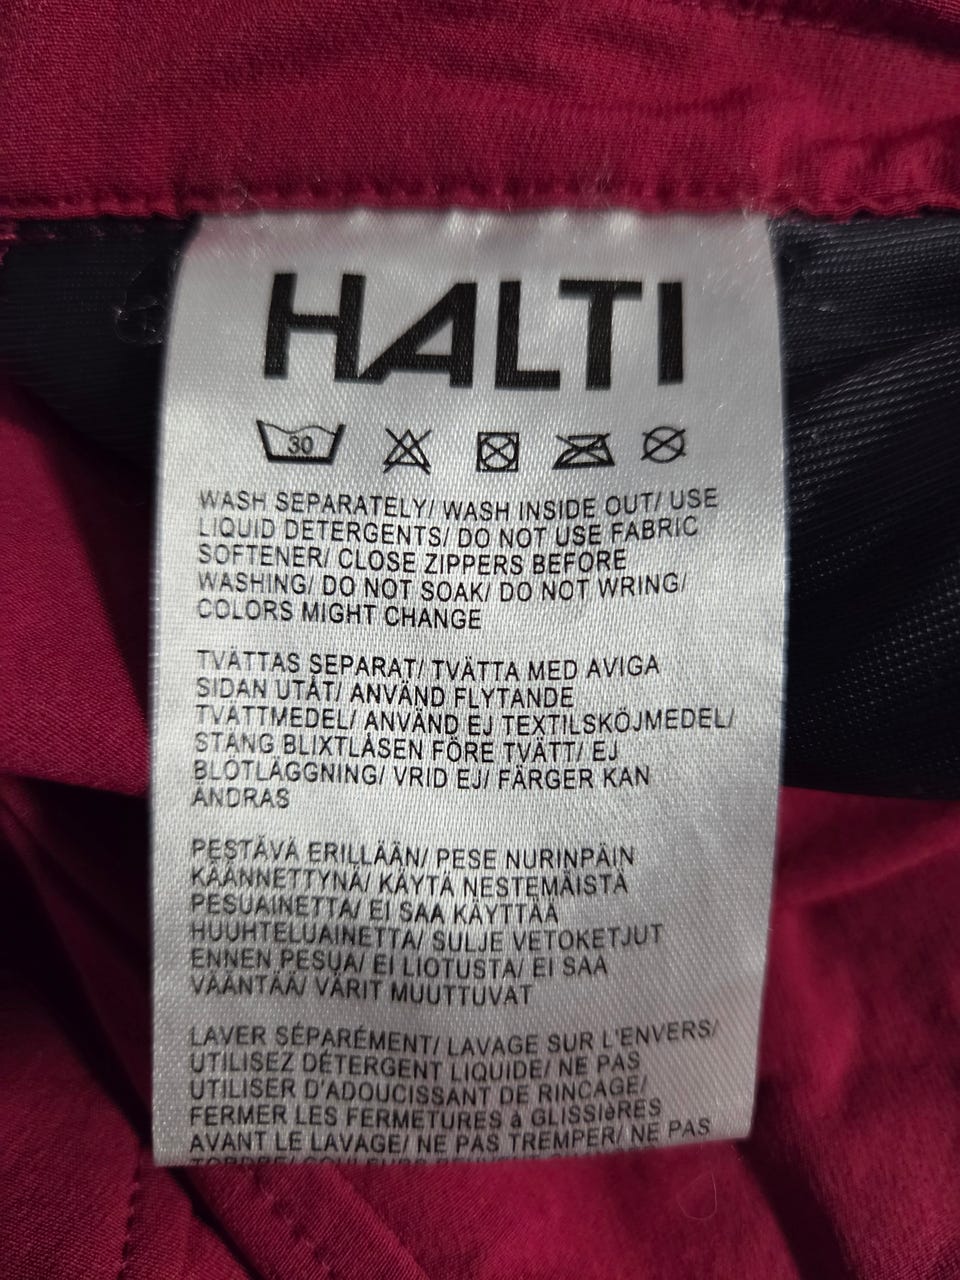 HALTI
30
WASH SEPARATELY/ WASH INSIDE OUT/ USE
LIQUID DETERGENTS/ DO NOT USE FABRIC
SOFTENER/ CLOSE ZIPPERS BEFORE
WASHING/ DO NOT SOAK/ DO NOT WRING/
COLORS MIGHT CHANGE
TVÄTTAS SEPARAT/ TVÄTTA MED AVIGA
SIDAN UTÅT/ ANVÄND FLYTANDE
TVÄTTMEDEL/ ANVÄND EJ TEXTILSKÖJMEDEL/
STÄNG BLIXTLÅSEN FÖRE TVÄTT/ EJ
BLÖTLÄGGNING/ VRID EJ/ FÄRGER KAN
ÄNDRAS
PESTÄVÄ ERILLÄÄN/ PESE NURINPÄIN
KÄÄNNETTYNÄ/ KÄYTÄ NESTEMÄISTÄ
PESUAINETTA/ EI SAA KÄYTTÄÄ
HUUHTELUAINETTA/ SULJE VETOKETJUT
ENNEN PESUA/ EI LIOTUSTA/ EI SAA
VÄÄNTÄÄ/ VÄRIT MUUTTUVAT
LAVER SÉPARÉMENT/ LAVAGE SUR L'ENVERS/
UTILISEZ DÉTERGENT LIQUIDE/ NE PAS
UTILISER D'ADOUCISSANT DE RINCAGE/
FERMER LES FERMETURES à GLISSIèRES
AVANT LE LAVAGE/ NE PAS TREMPER/ NE PAS